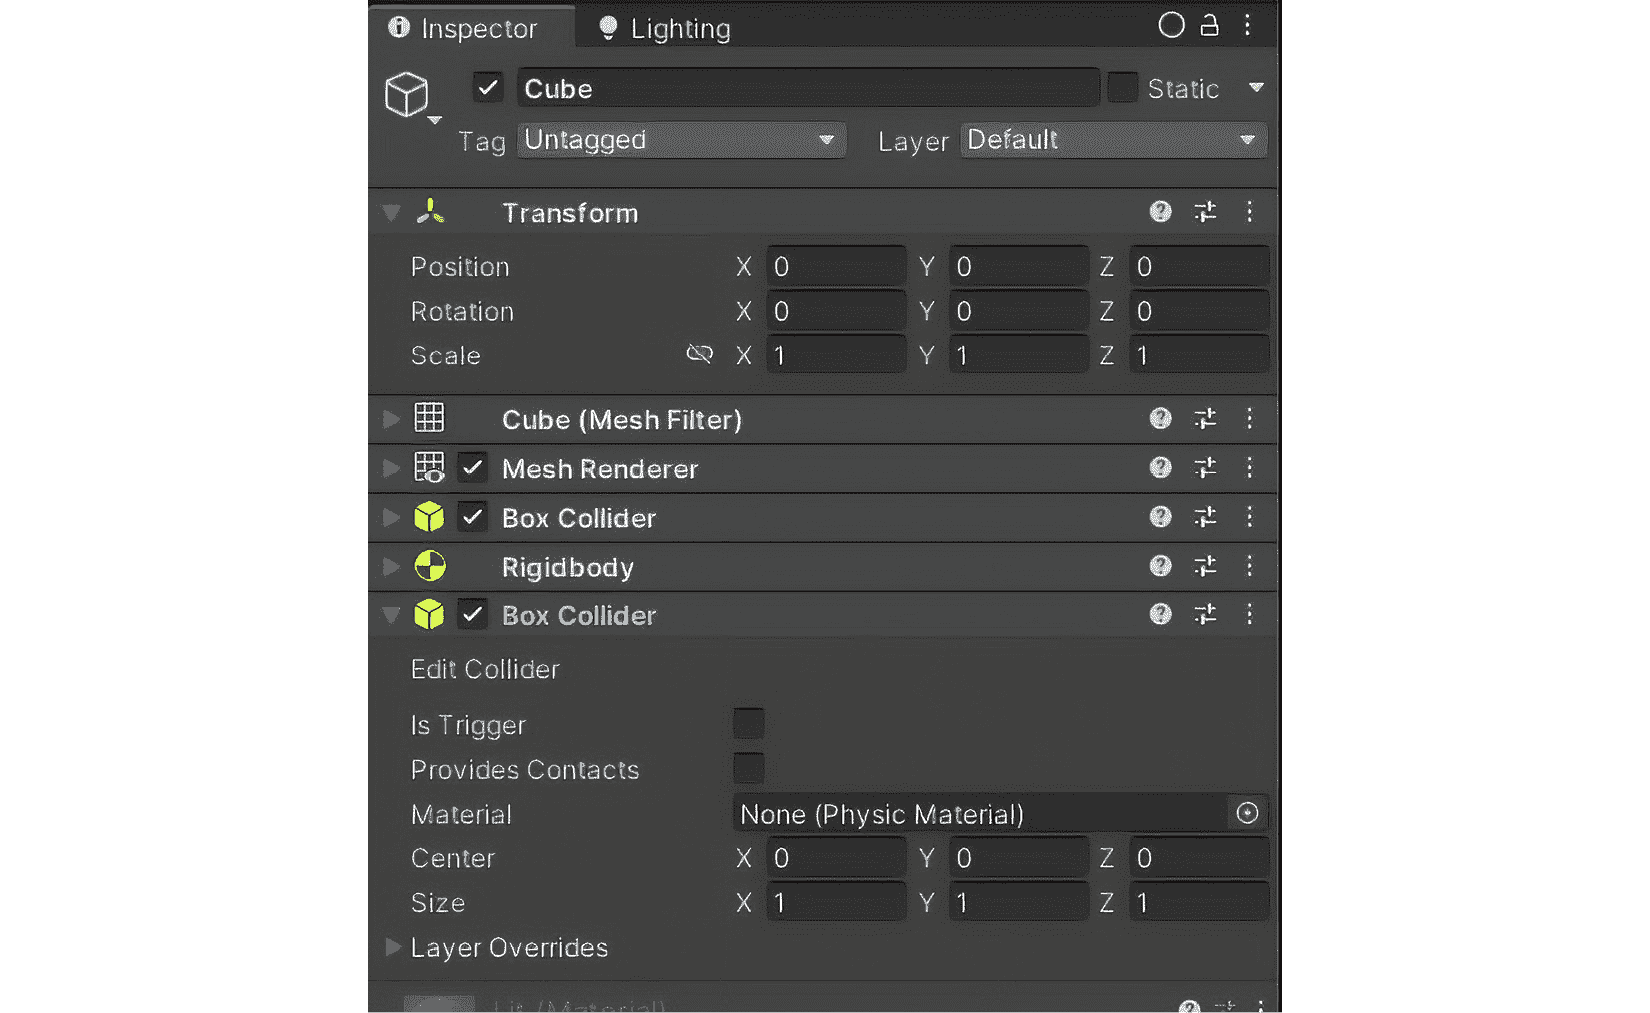 Inspector Lighting
Cube Static
Tag Untagged Layer Default
Transform
Position X 0 Y 0 Z 0
Rotation X 0 Y 0 Z 0
Scale X 1 Y 1 Z 1
Cube (Mesh Filter)
Mesh Renderer
Box Collider
Rigidbody
Box Collider
Edit Collider
Is Trigger
Provides Contacts
Material None (Physic Material)
Center X 0 Y 0 Z 0
Size X 1 Y 1 Z 1
Layer Overrides
Lit (Material)